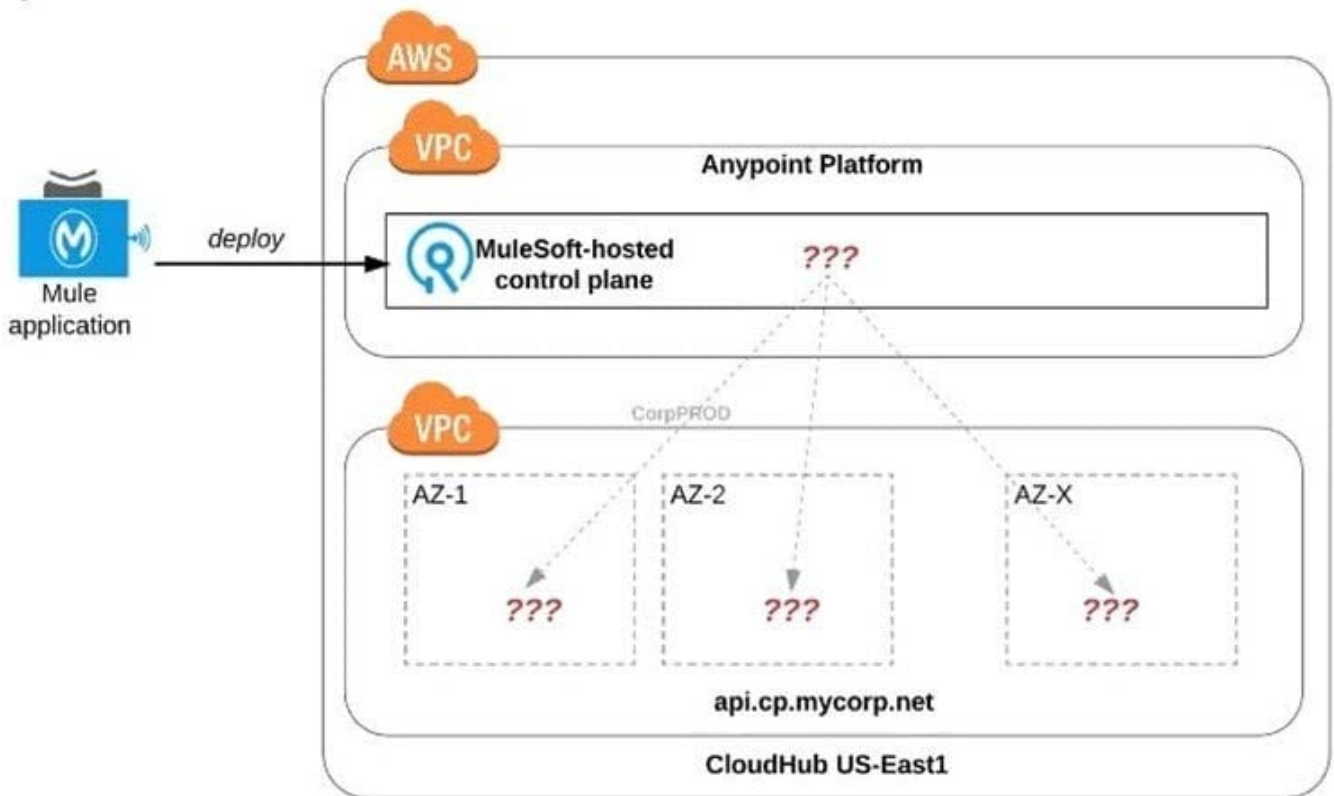 AWS
VPC
Anypoint Platform
deploy
MuleSoft-hosted
control plane
???
Mule
application
CorpPROD
VPC
AZ-1
AZ-2
AZ-X
???
???
???
api.cp.mycorp.net
CloudHub US-East1